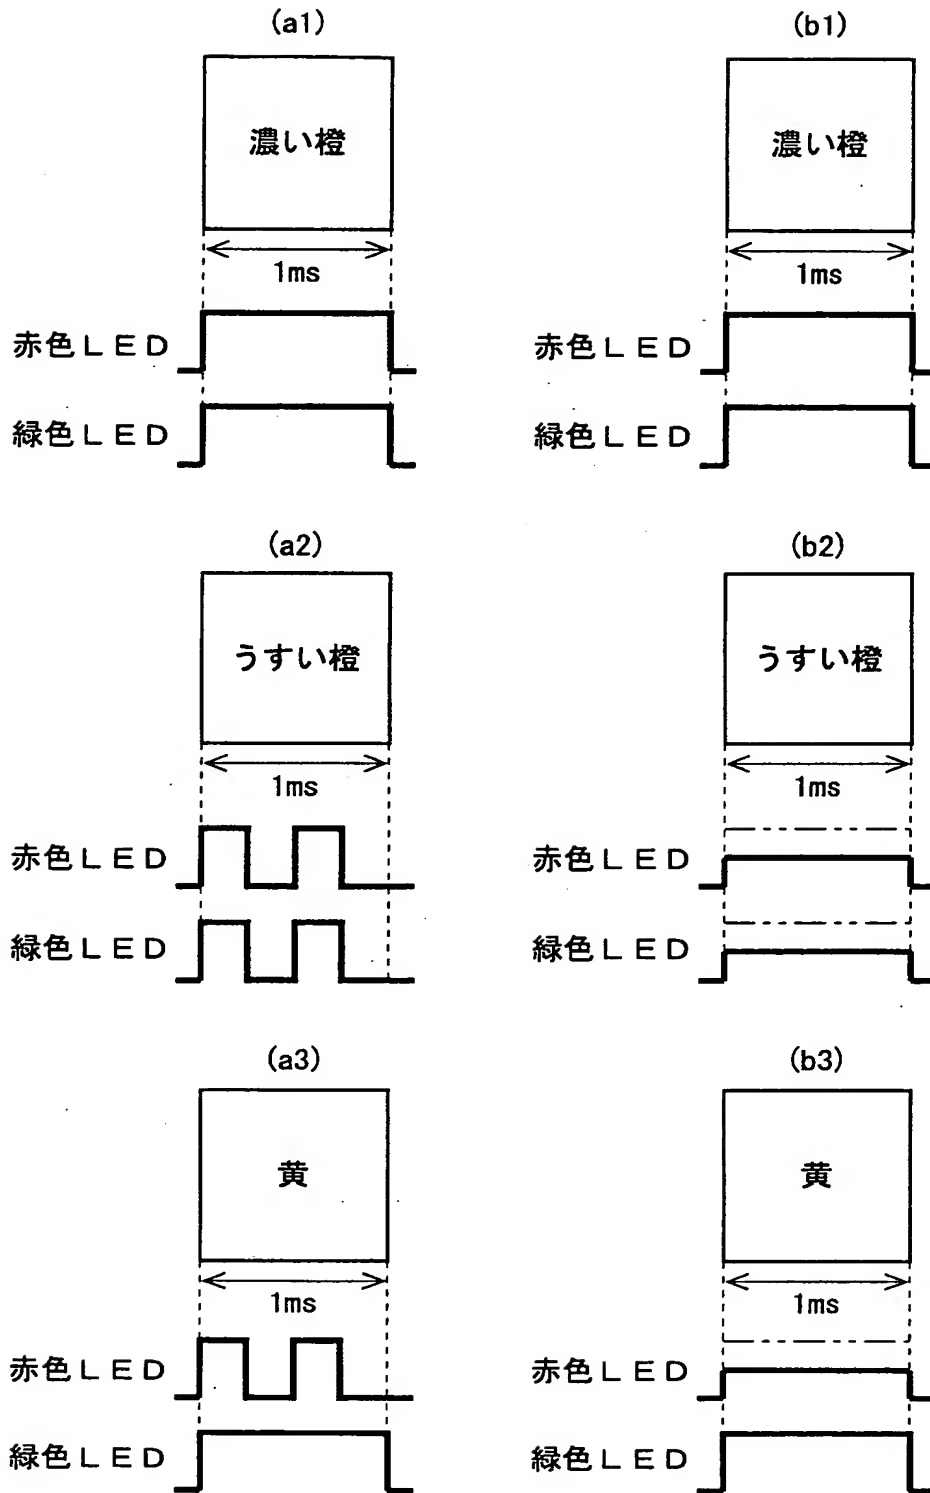 (a1)
濃い橙
1ms
赤色LED
緑色LED
(b1)
濃い橙
1ms
赤色LED
緑色LED
(a2)
うすい橙
1ms
赤色LED
緑色LED
(b2)
うすい橙
1ms
赤色LED
緑色LED
(a3)
黄
1ms
赤色LED
緑色LED
(b3)
黄
1ms
赤色LED
緑色LED